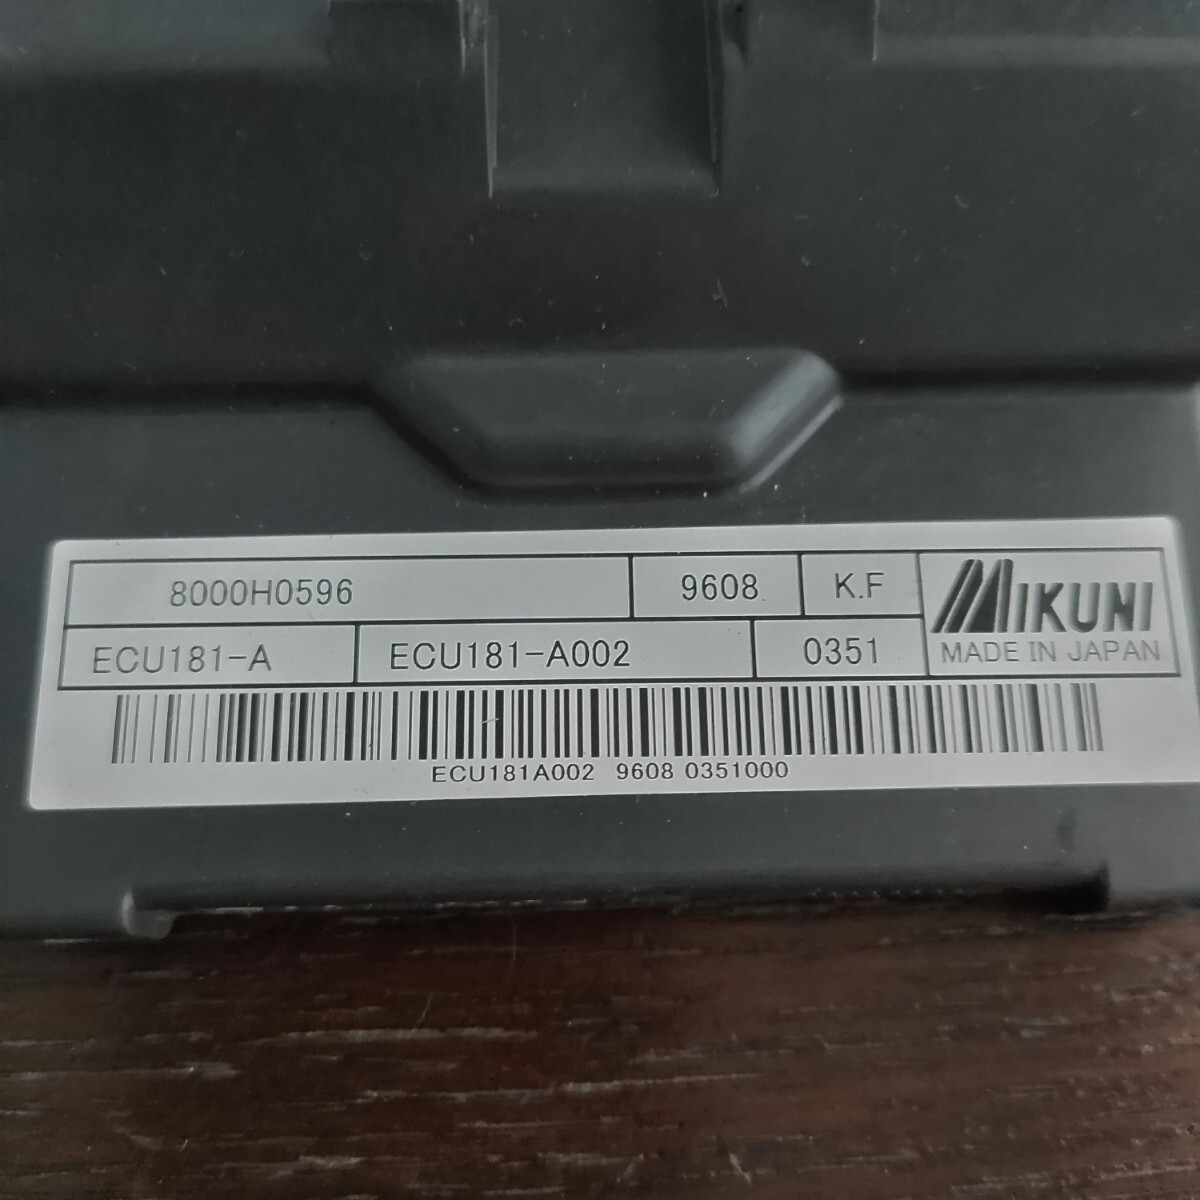 8000H0596 9608 K.F MIKUNI
ECU181-A ECU181-A002 0351 MADE IN JAPAN
ECU181A002 9608 0351000